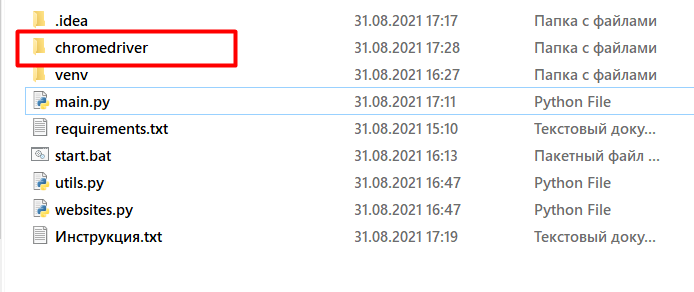 .idea 31.08.2021 17:17 Папка с файлами
chromedriver 31.08.2021 17:28 Папка с файлами
venv 31.08.2021 16:27 Папка с файлами
main.py 31.08.2021 17:11 Python File
requirements.txt 31.08.2021 15:10 Текстовый доку...
start.bat 31.08.2021 16:13 Пакетный файл ...
utils.py 31.08.2021 16:47 Python File
websites.py 31.08.2021 16:47 Python File
Инструкция.txt 31.08.2021 17:19 Текстовый доку...